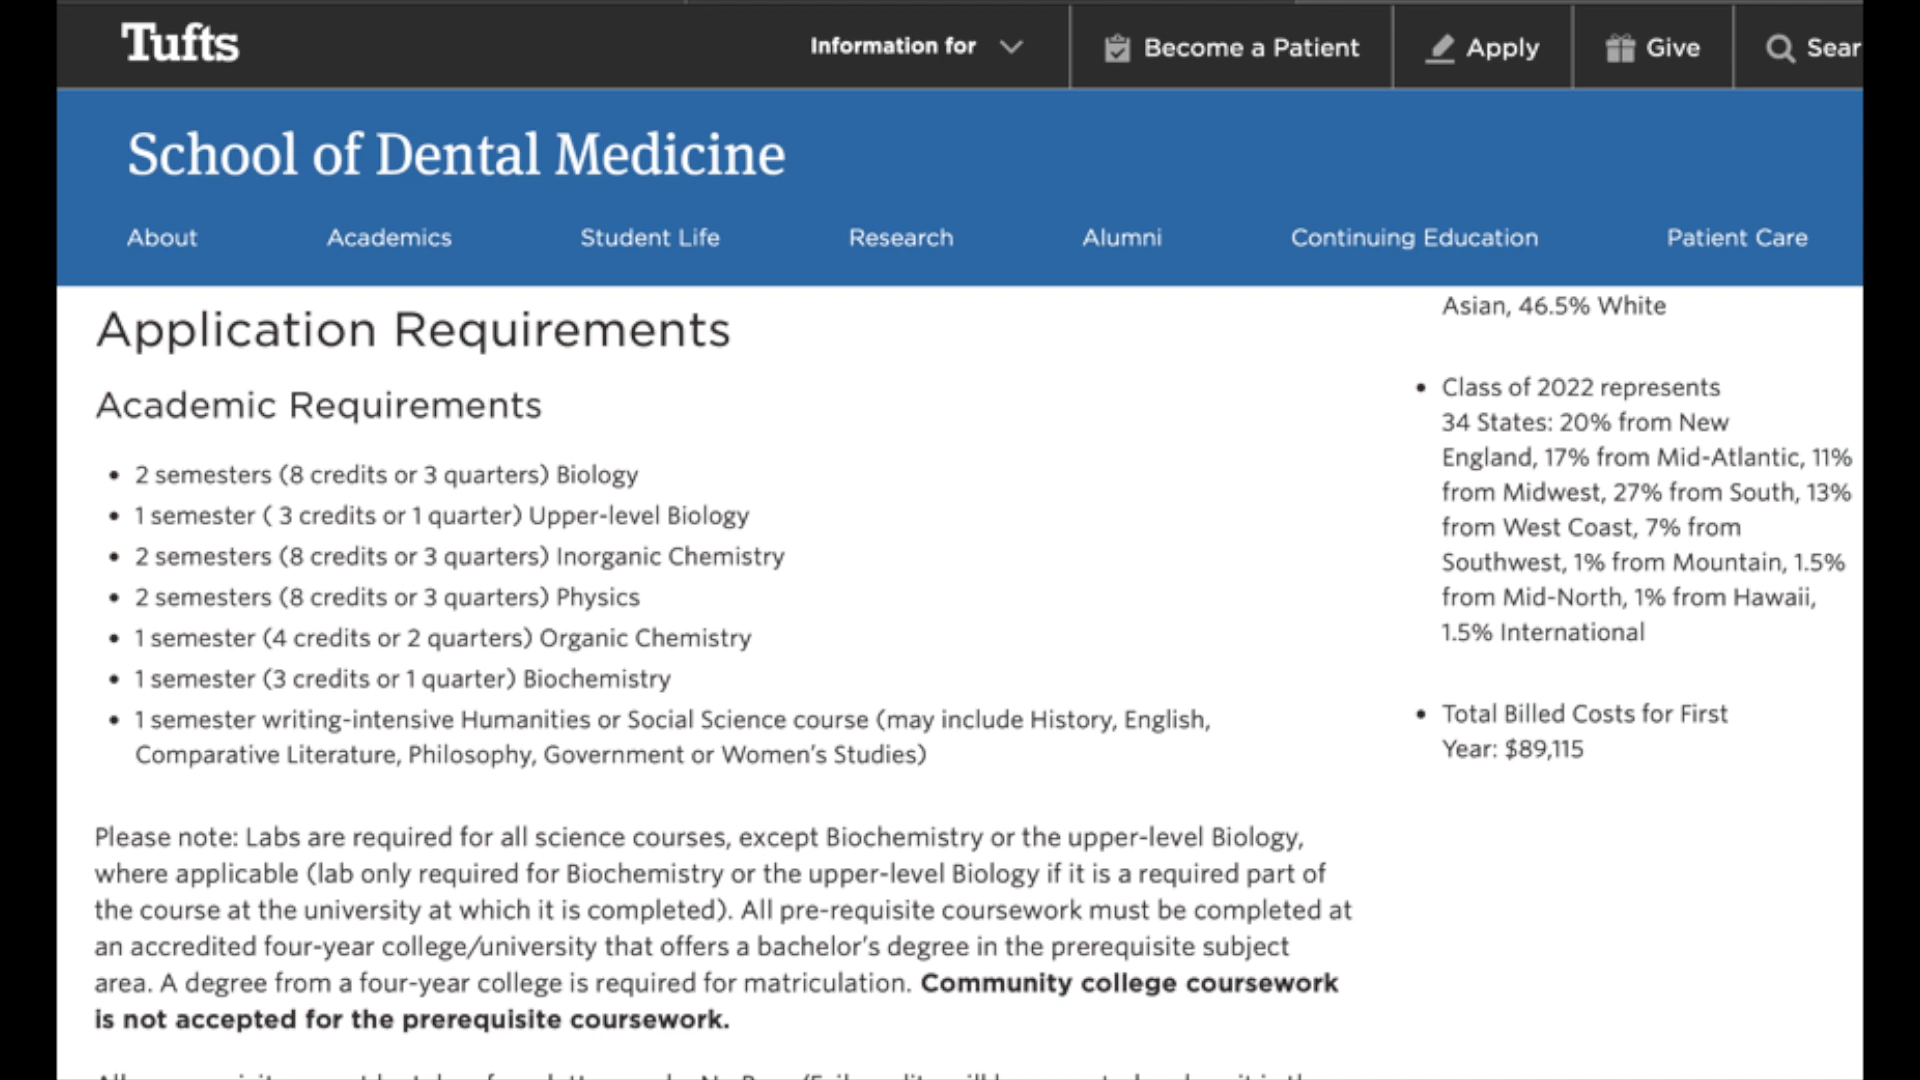 Tufts
Information for
Become a Patient
Apply
Give
Sear
School of Dental Medicine
About
Academics
Student Life
Research
Alumni
Continuing Education
Patient Care
Application Requirements
Academic Requirements
• 2 semesters (8 credits or 3 quarters) Biology
• 1 semester ( 3 credits or 1 quarter) Upper-level Biology
• 2 semesters (8 credits or 3 quarters) Inorganic Chemistry
• 2 semesters (8 credits or 3 quarters) Physics
• 1 semester (4 credits or 2 quarters) Organic Chemistry
• 1 semester (3 credits or 1 quarter) Biochemistry
• 1 semester writing-intensive Humanities or Social Science course (may include History, English,
Comparative Literature, Philosophy, Government or Women's Studies)
Please note: Labs are required for all science courses, except Biochemistry or the upper-level Biology,
where applicable (lab only required for Biochemistry or the upper-level Biology if it is a required part of
the course at the university at which it is completed). All pre-requisite coursework must be completed at
an accredited four-year college/university that offers a bachelor's degree in the prerequisite subject
area. A degree from a four-year college is required for matriculation. Community college coursework
is not accepted for the prerequisite coursework.
Asian, 46.5% White
• Class of 2022 represents
34 States: 20% from New
England, 17% from Mid-Atlantic, 11%
from Midwest, 27% from South, 13%
from West Coast, 7% from
Southwest, 1% from Mountain, 1.5%
from Mid-North, 1% from Hawaii,
1.5% International
• Total Billed Costs for First
Year: $89,115